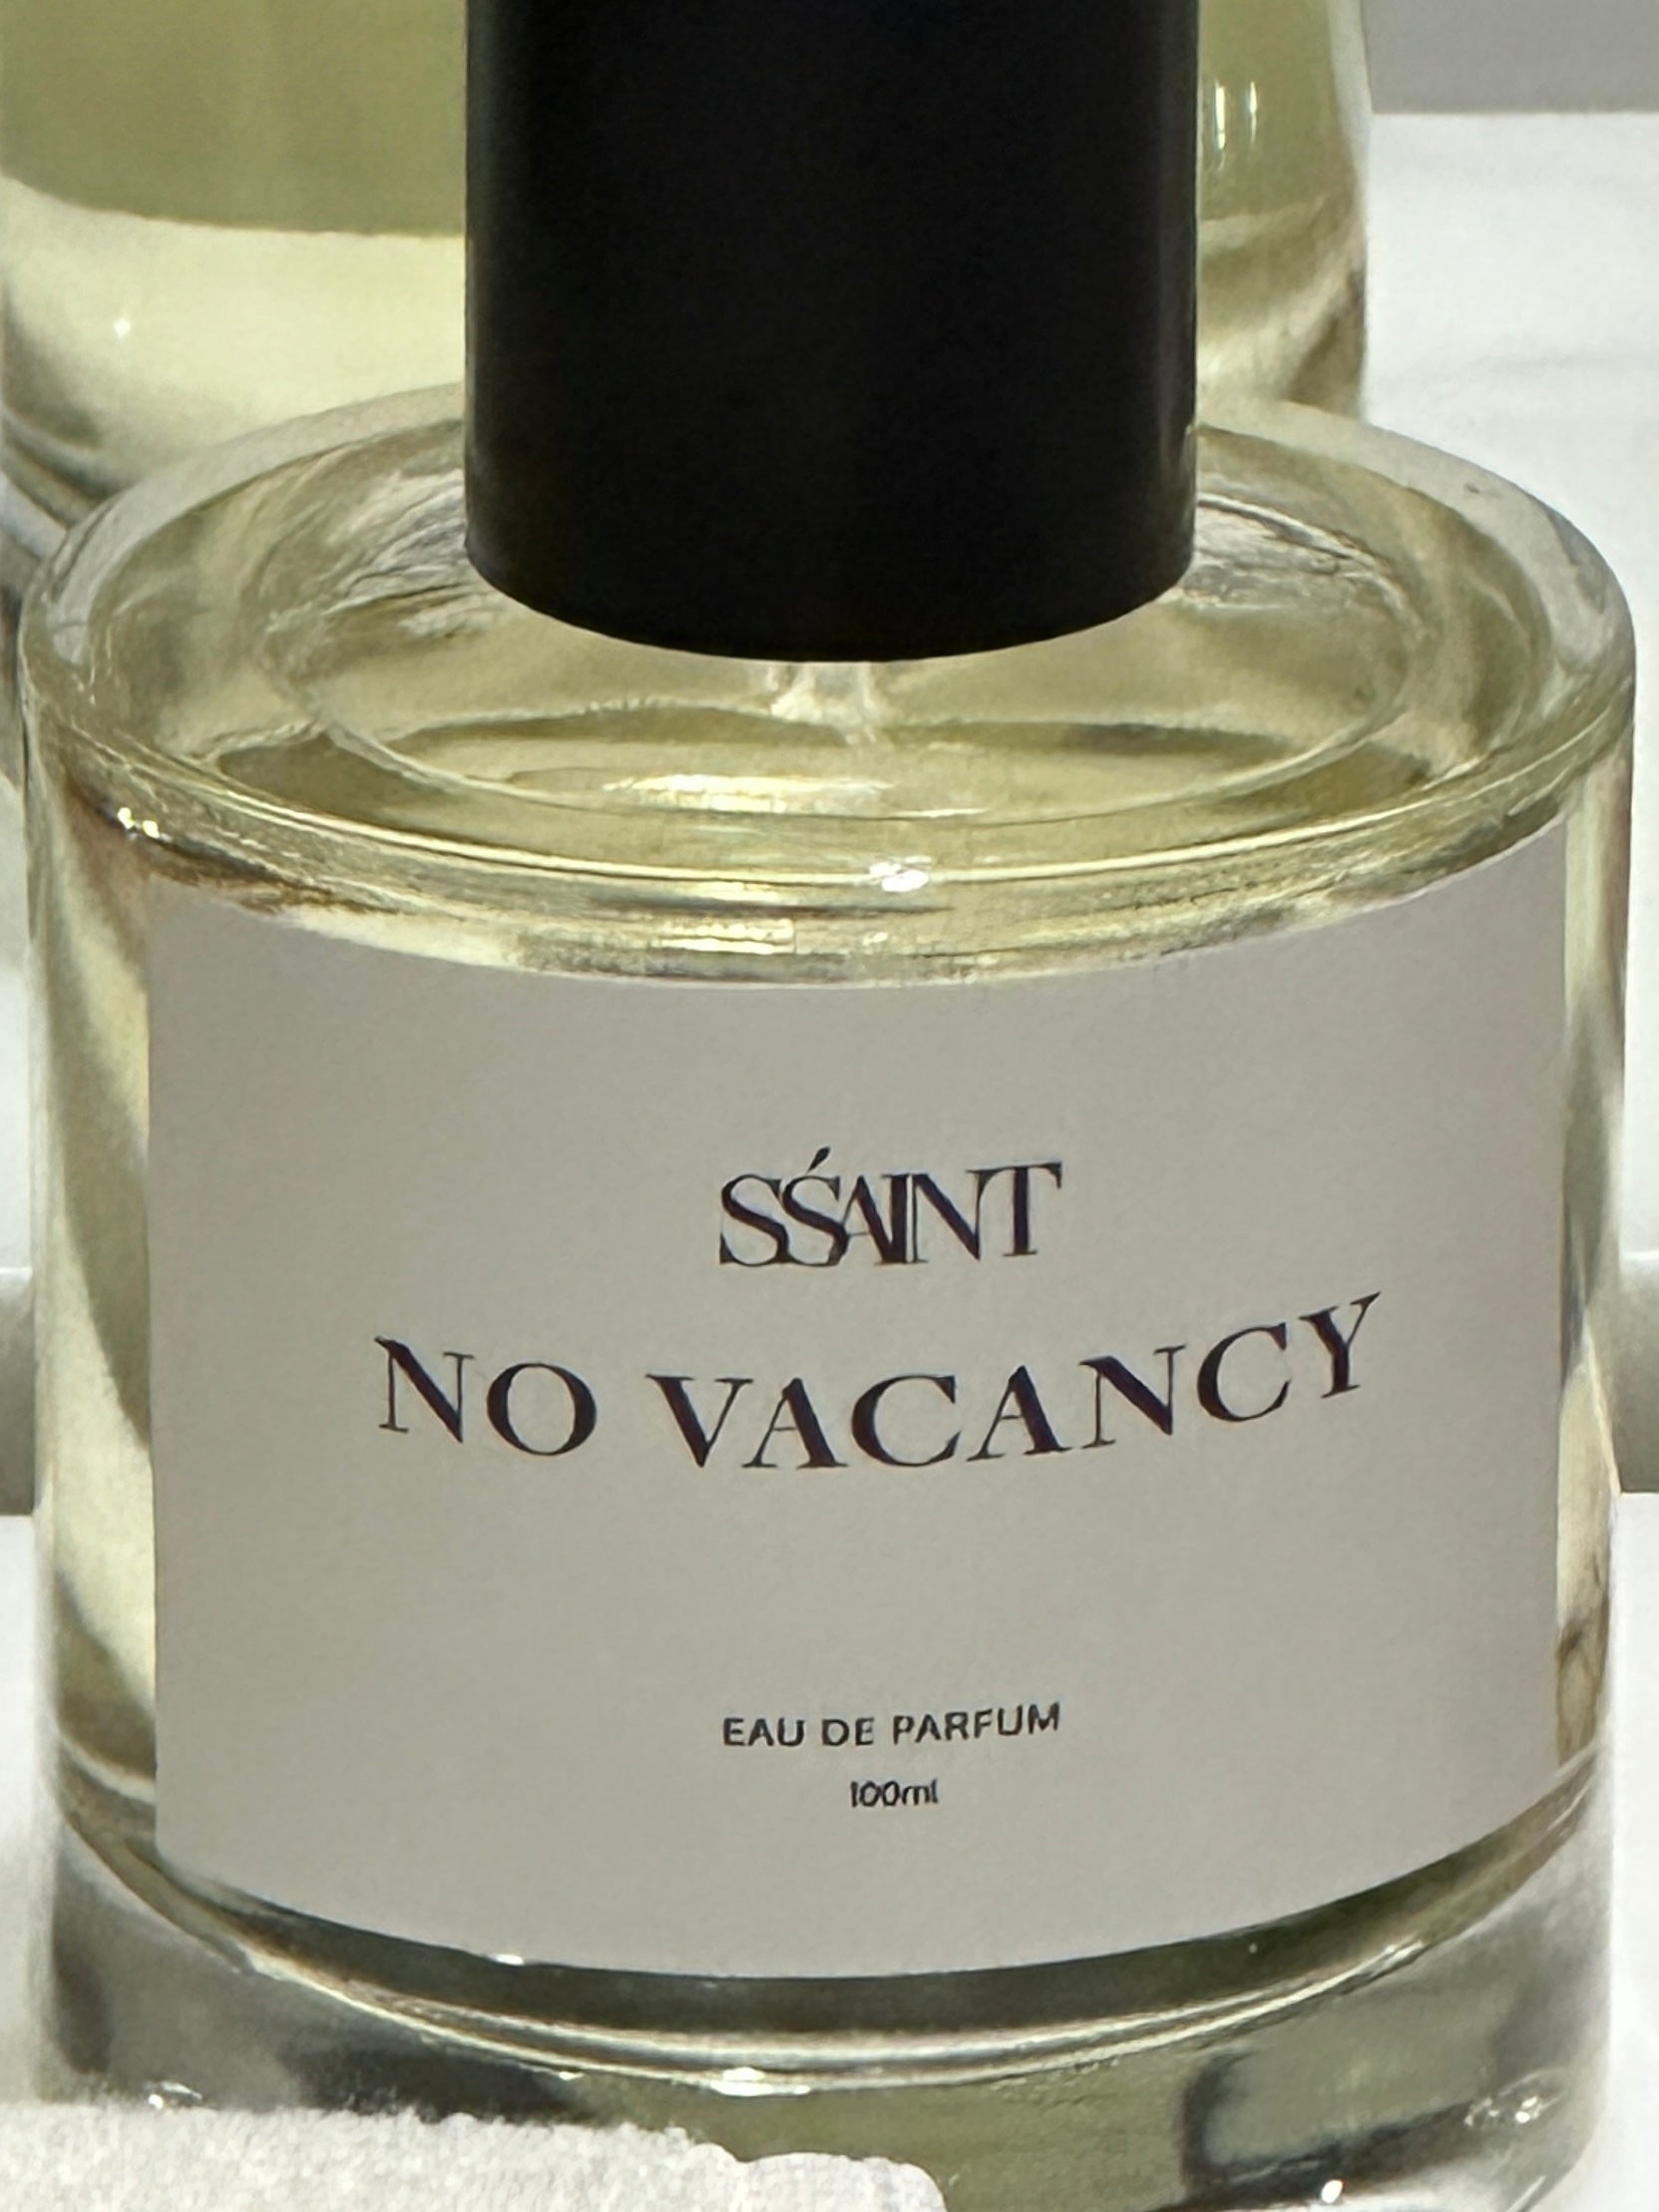 SŚAINT
NO VACANCY
EAU DE PARFUM
100ml